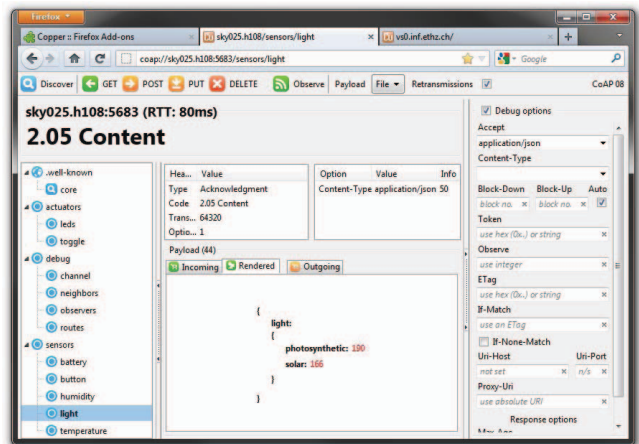 Firefox
Copper :: Firefox Add-ons
sky025.h108/sensors/light
vs0.inf.ethz.ch/
coap://sky025.h108:5683/sensors/light
Google
Discover GET POST PUT DELETE Observe Payload File Retransmissions CoAP 08
sky025.h108:5683 (RTT: 80ms)
2.05 Content
.well-known
core
actuators
leds
toggle
debug
channel
neighbors
observers
routes
sensors
battery
button
humidity
light
temperature
Hea... Value
Type Acknowledgment
Code 2.05 Content
Trans... 64320
Optio... 1
Option Value Info
Content-Type application/json 50
Payload (44)
Incoming Rendered Outgoing
{
light:
{
photosynthetic: 190
solar: 166
}
}
Debug options
Accept
application/json
Content-Type
Block-Down Block-Up Auto
block no. block no.
Token
use hex (0x..) or string
Observe
use integer
ETag
use hex (0x..) or string
If-Match
use an ETag
If-None-Match
Uri-Host Uri-Port
not set n/s
Proxy-Uri
use absolute URI
Response options
Max-Age